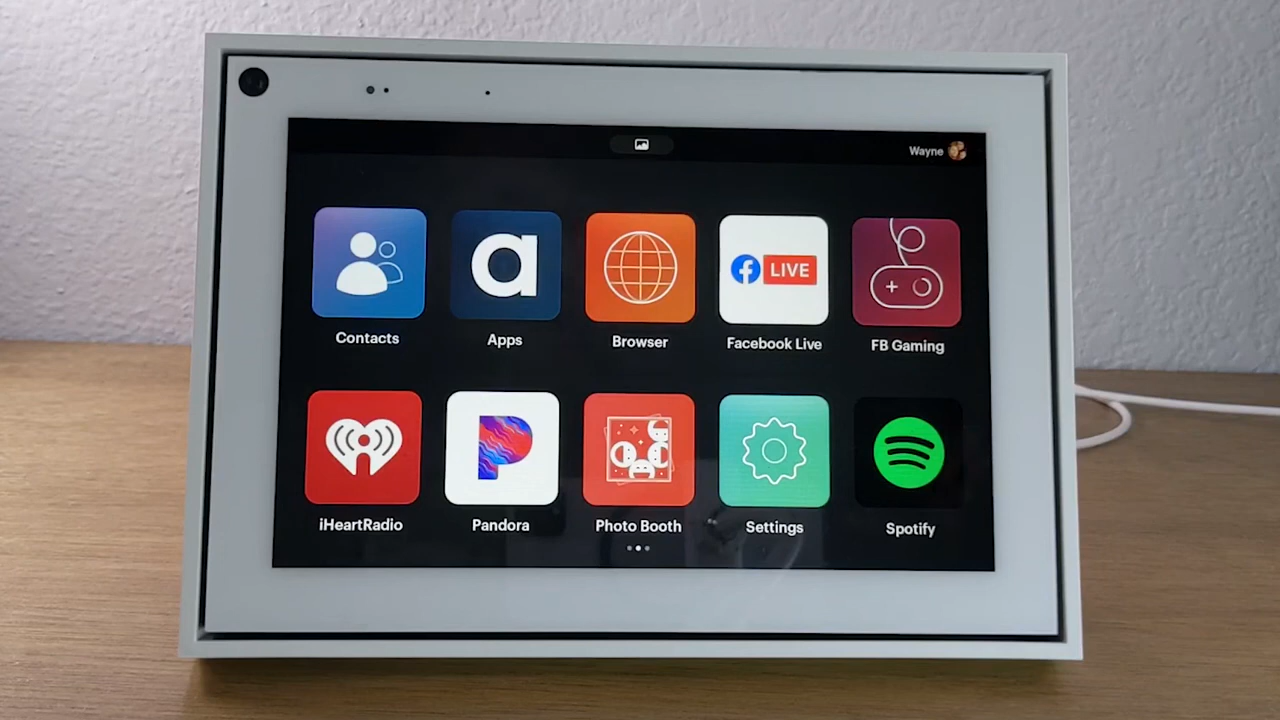 Wayne
a
LIVE
Contacts
Apps
Browser
Facebook Live
FB Gaming
iHeartRadio
Pandora
Photo Booth
Settings
Spotify